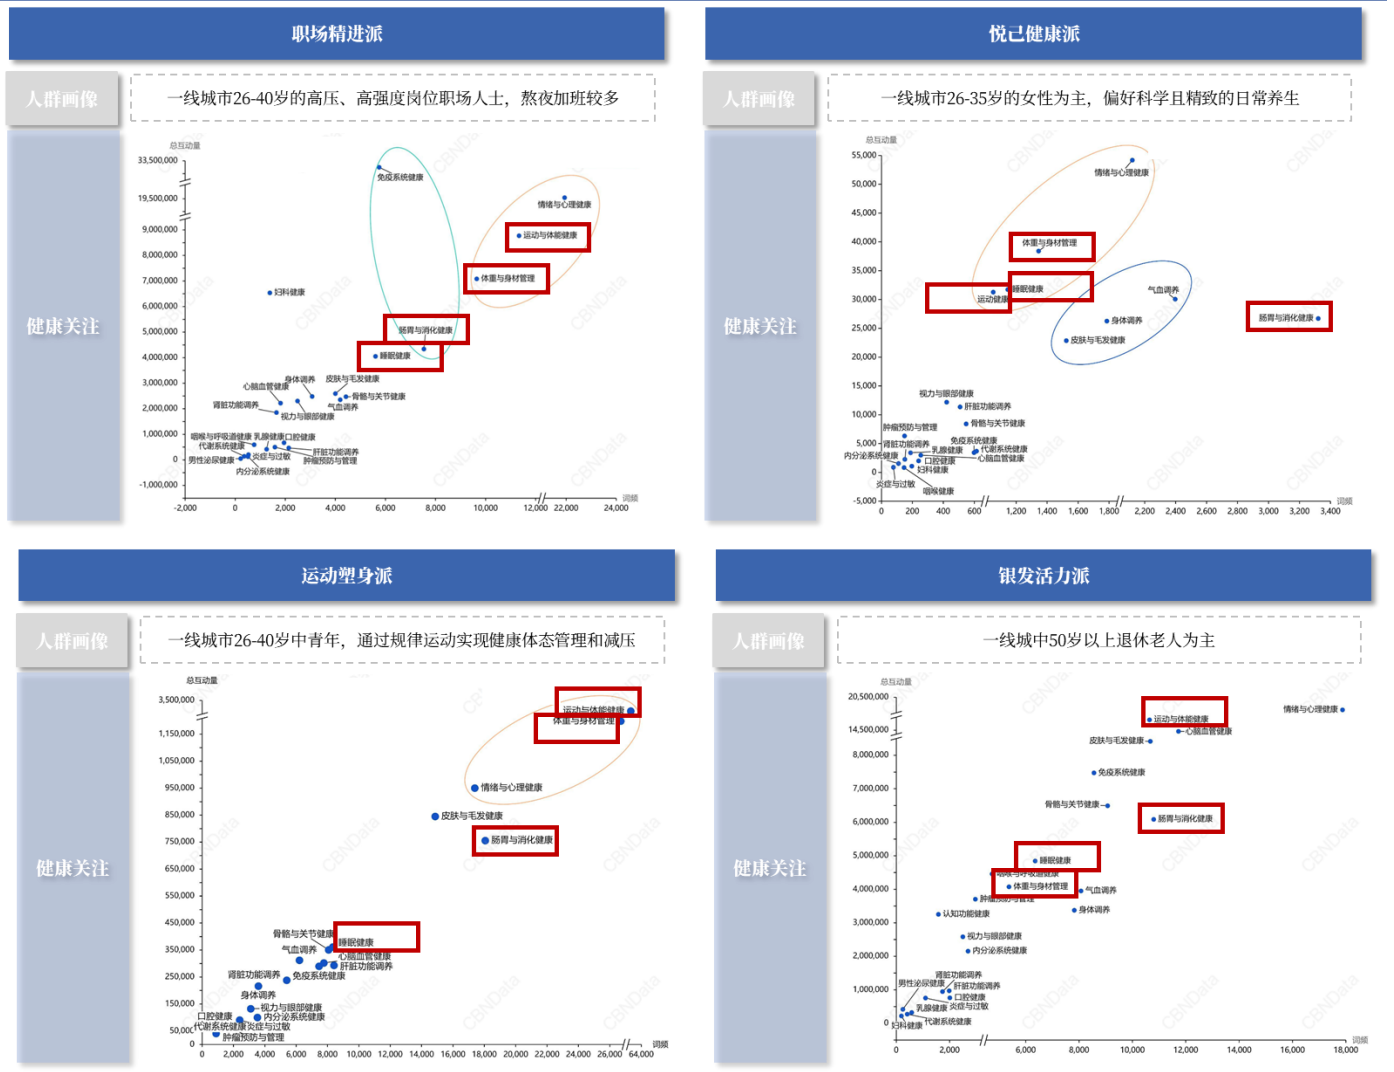 职场精进派
人群画像
一线城市26-40岁的高压、高强度岗位职场人士，熬夜加班较多
健康关注
总互动量
33,500,000
19,500,000
9,000,000
8,000,000
7,000,000
6,000,000
5,000,000
4,000,000
3,000,000
2,000,000
1,000,000
0
-1,000,000
免疫系统健康
情绪与心理健康
运动与体能健康
体重与身材管理
妇科健康
肠胃与消化健康
睡眠健康
身体调养
皮肤与毛发健康
心脑血管健康
骨骼与关节健康
肾脏功能调养
气血调养
视力与眼部健康
咽喉与呼吸道健康
乳腺健康
口腔健康
代谢系统健康
肝脏功能调养
男性泌尿健康
炎症与过敏
肿瘤预防与管理
内分泌系统健康
-2,000
0
2,000
4,000
6,000
8,000
10,000
12,000
22,000
24,000
词频
CBNData
悦己健康派
人群画像
一线城市26-35岁的女性为主，偏好科学且精致的日常养生
健康关注
总互动量
55,000
50,000
45,000
40,000
35,000
30,000
25,000
20,000
15,000
10,000
5,000
0
-5,000
情绪与心理健康
体重与身材管理
睡眠健康
运动健康
气血调养
肠胃与消化健康
身体调养
皮肤与毛发健康
视力与眼部健康
肝脏功能调养
骨骼与关节健康
肿瘤预防与管理
肾脏功能调养
免疫系统健康
乳腺健康
代谢系统健康
内分泌系统健康
口腔健康
心脑血管健康
妇科健康
炎症与过敏
咽喉健康
0
200
400
600
1,200
1,400
1,600
1,800
2,200
2,400
2,600
2,800
3,000
3,200
3,400
词频
CBNData
运动塑身派
人群画像
一线城市26-40岁中青年，通过规律运动实现健康体态管理和减压
健康关注
总互动量
3,500,000
1,150,000
1,050,000
950,000
850,000
750,000
650,000
550,000
450,000
350,000
250,000
150,000
50,000
0
运动与体能健康
体重与身材管理
情绪与心理健康
皮肤与毛发健康
肠胃与消化健康
骨骼与关节健康
睡眠健康
气血调养
心脑血管健康
肝脏功能调养
肾脏功能调养
免疫系统健康
身体调养
视力与眼部健康
口腔健康
内分泌系统健康
代谢系统健康
炎症与过敏
肿瘤预防与管理
0
2,000
4,000
6,000
8,000
10,000
12,000
14,000
16,000
18,000
20,000
22,000
24,000
26,000
64,000
词频
CBNData
银发活力派
人群画像
一线城中50岁以上退休老人为主
健康关注
总互动量
20,500,000
14,500,000
8,000,000
7,000,000
6,000,000
5,000,000
4,000,000
3,000,000
2,000,000
1,000,000
0
情绪与心理健康
运动与体能健康
心脑血管健康
皮肤与毛发健康
免疫系统健康
骨骼与关节健康
肠胃与消化健康
睡眠健康
咽喉与呼吸道健康
体重与身材管理
气血调养
肿瘤预防与管理
身体调养
认知功能健康
视力与眼部健康
内分泌系统健康
肾脏功能调养
男性泌尿健康
肝脏功能调养
口腔健康
乳腺健康
炎症与过敏
代谢系统健康
妇科健康
0
2,000
6,000
8,000
10,000
12,000
14,000
16,000
18,000
词频
CBNData